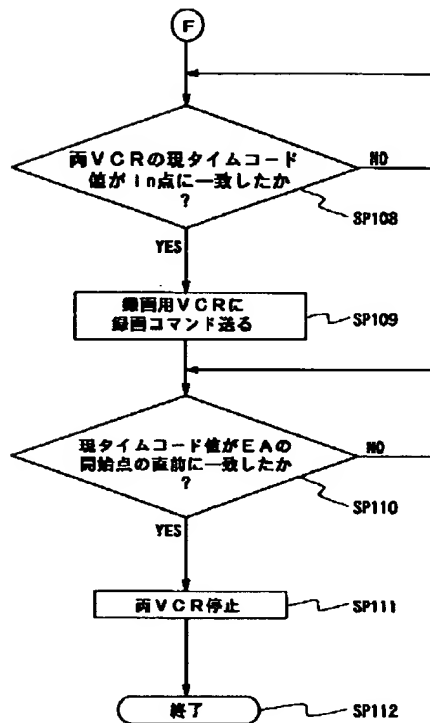 F
両VCRの現タイムコード
値がin点に一致したか
?
NO
SP108
YES
録画用VCRに
録画コマンド送る
SP109
現タイムコード値がEAの
開始点の直前に一致したか
?
NO
SP110
YES
両VCR停止
SP111
終了
SP112